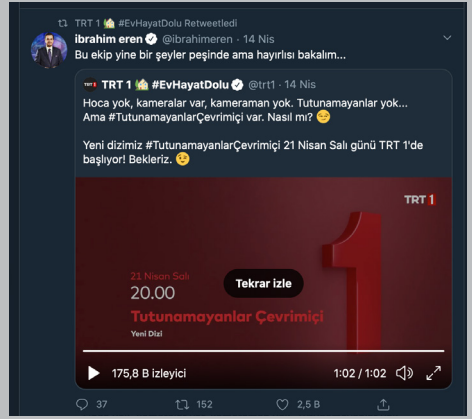 TRT 1 🏡 #EvHayatDolu Retweetledi
ibrahim eren @ibrahimeren · 14 Nis
Bu ekip yine bir şeyler peşinde ama hayırlısı bakalım...
TRT 1 🏡 #EvHayatDolu @trt1 · 14 Nis
Hoca yok, kameralar var, kameraman yok. Tutunamayanlar yok...
Ama #TutunamayanlarÇevrimiçi var. Nasıl mı? 😏
Yeni dizimiz #TutunamayanlarÇevrimiçi 21 Nisan Salı günü TRT 1'de
başlıyor! Bekleriz. 😏
TRT 1
21 Nisan Salı
20.00
Tekrar izle
Tutunamayanlar Çevrimiçi
Yeni Dizi
1
175,8 B izleyici
1:02 / 1:02
37 152 2,5 B